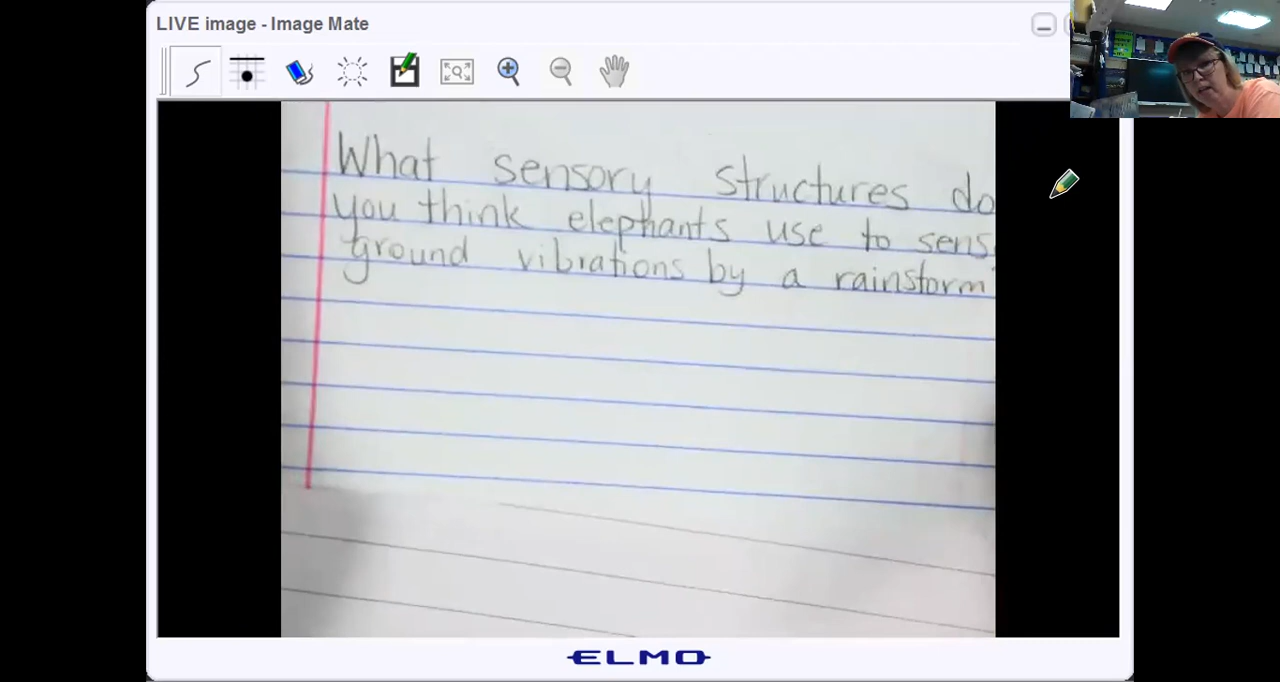 LIVE image - Image Mate
What sensory structures do
you think elephants use to sens
ground vibrations by a rainstorm
ELMO